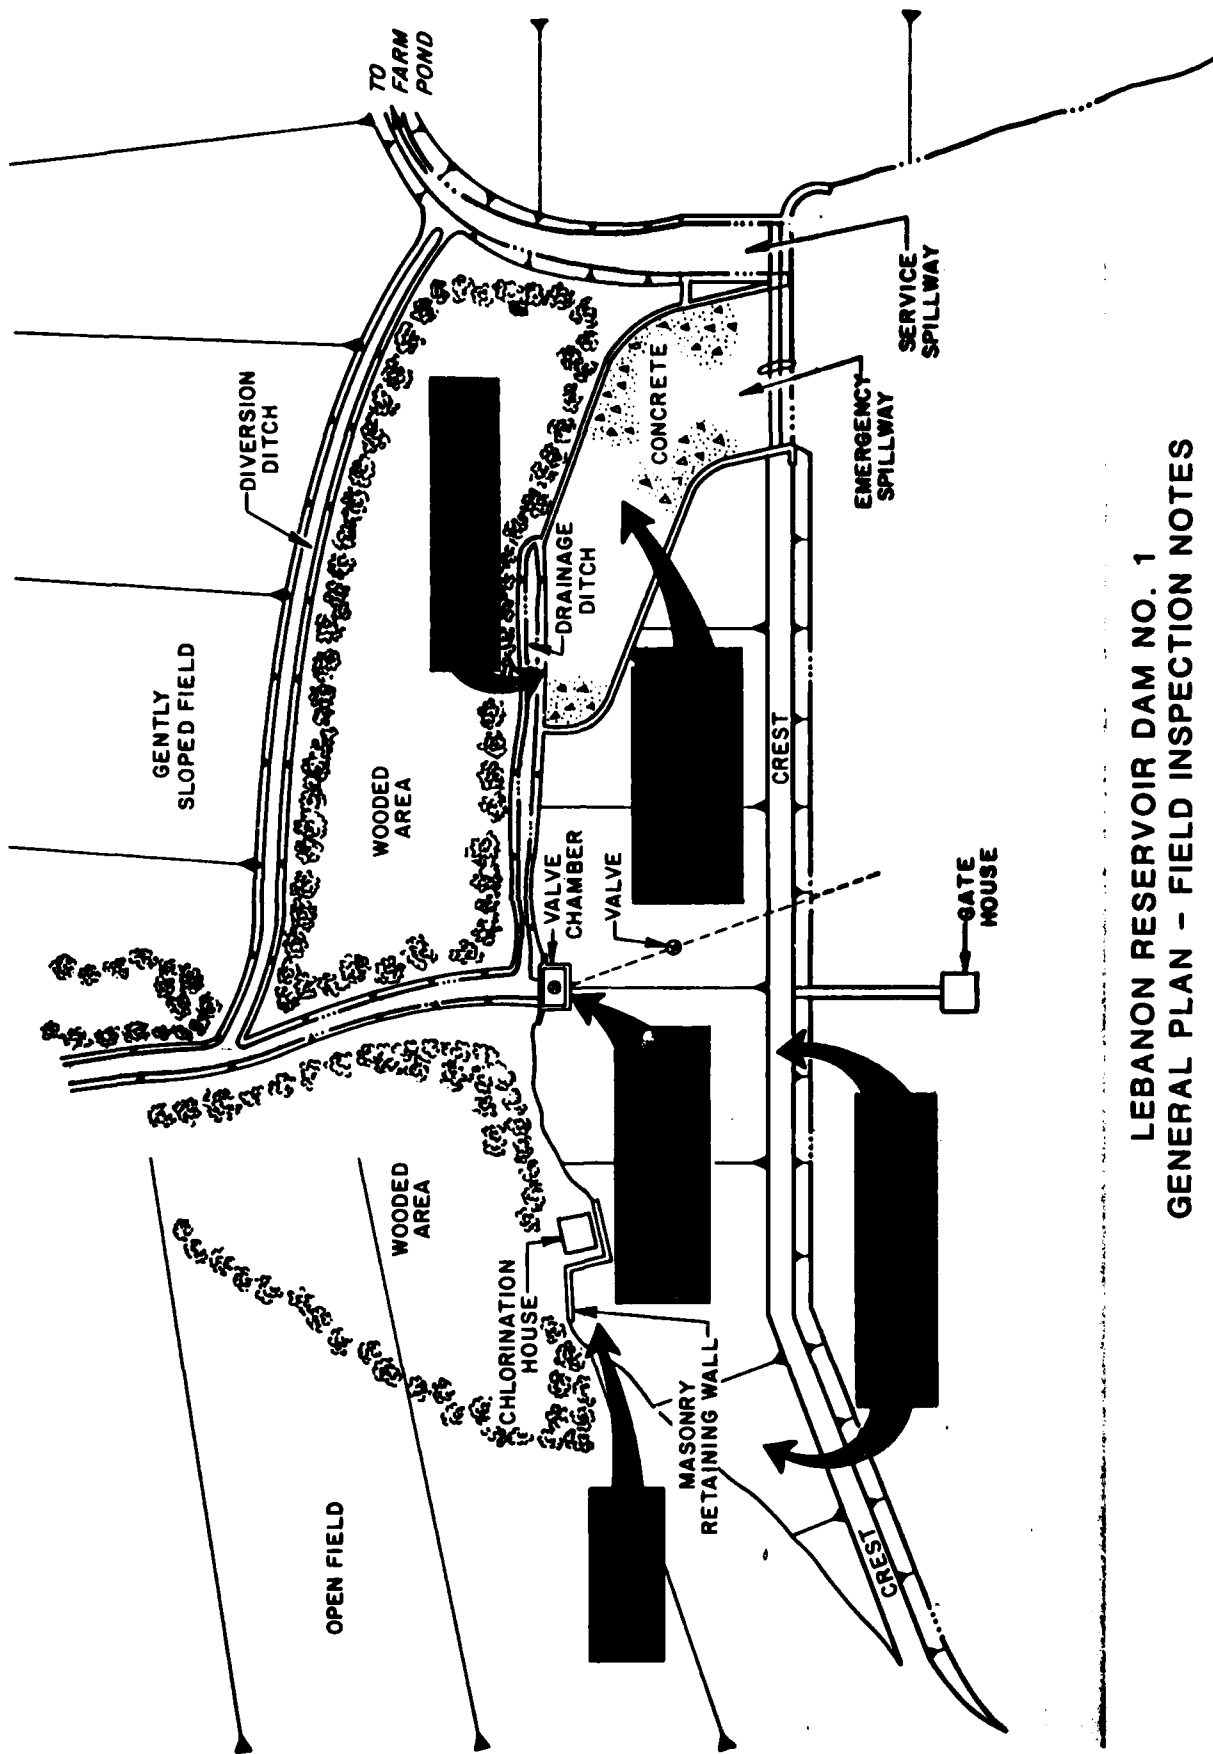 GENTLY
SLOPED FIELD
DIVERSION
DITCH
TO
FARM
POND
OPEN FIELD
WOODED
AREA
WOODED
AREA
CHLORINATION
HOUSE
VALVE
CHAMBER
DRAINAGE
DITCH
VALVE
CONCRETE
MASONRY
RETAINING WALL
CREST
CREST
EMERGENCY
SPILLWAY
SERVICE
SPILLWAY
GATE
HOUSE
LEBANON RESERVOIR DAM NO. 1
GENERAL PLAN - FIELD INSPECTION NOTES